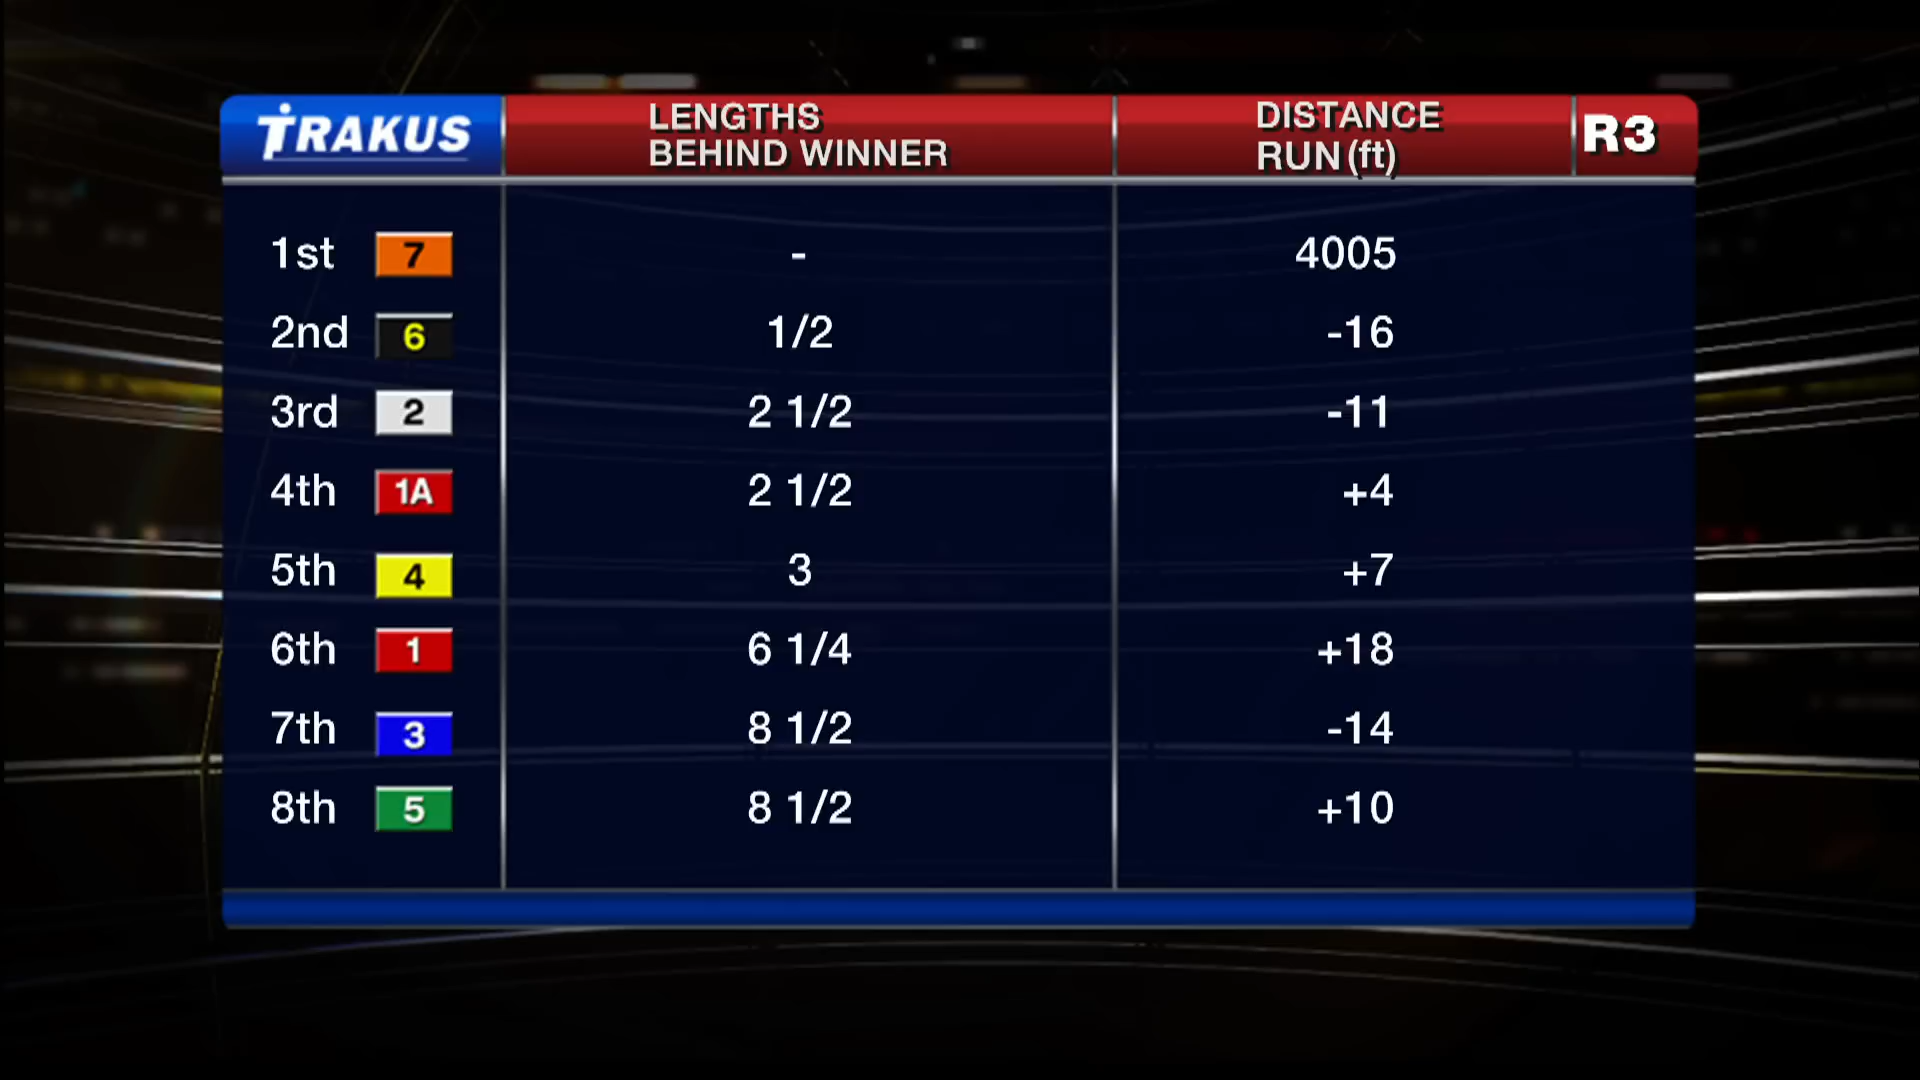 TRAKUS
LENGTHS
BEHIND WINNER
DISTANCE
RUN (ft)
R3
1st 7 - 4005
2nd 6 1/2 -16
3rd 2 2 1/2 -11
4th 1A 2 1/2 +4
5th 4 3 +7
6th 1 6 1/4 +18
7th 3 8 1/2 -14
8th 5 8 1/2 +10